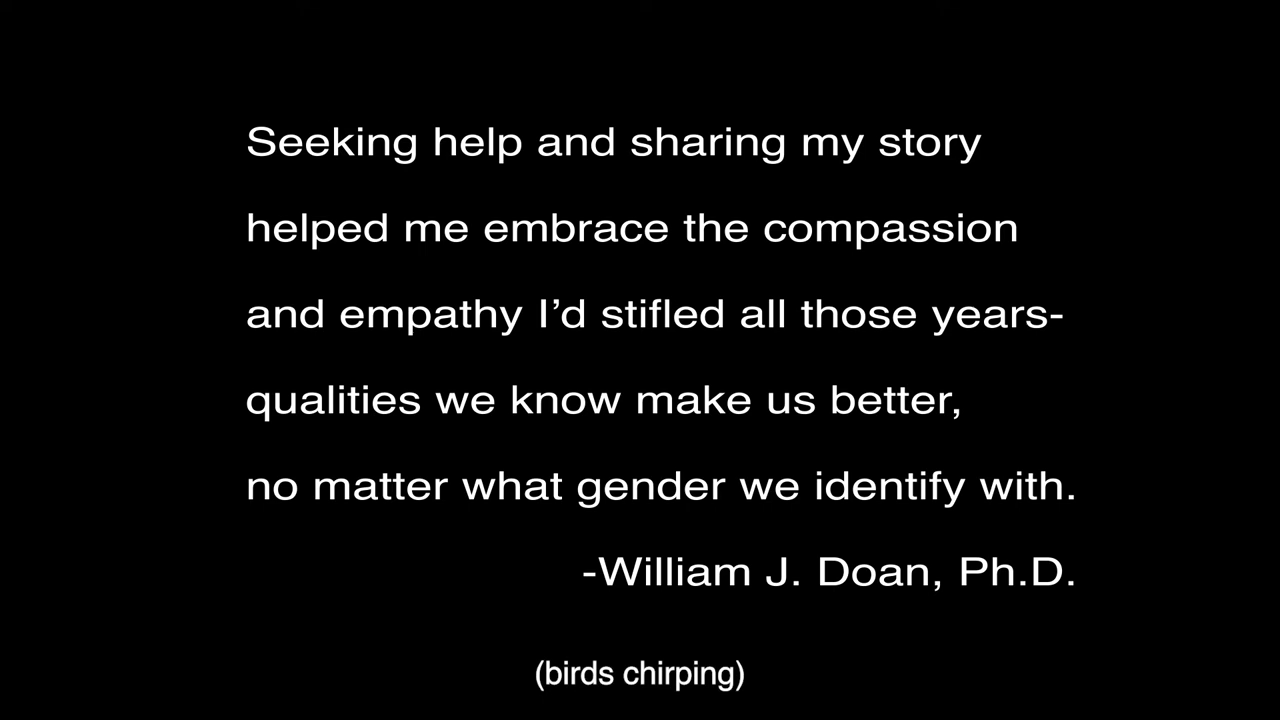 Seeking help and sharing my story
helped me embrace the compassion
and empathy I’d stifled all those years-
qualities we know make us better,
no matter what gender we identify with.
-William J. Doan, Ph.D.
(birds chirping)